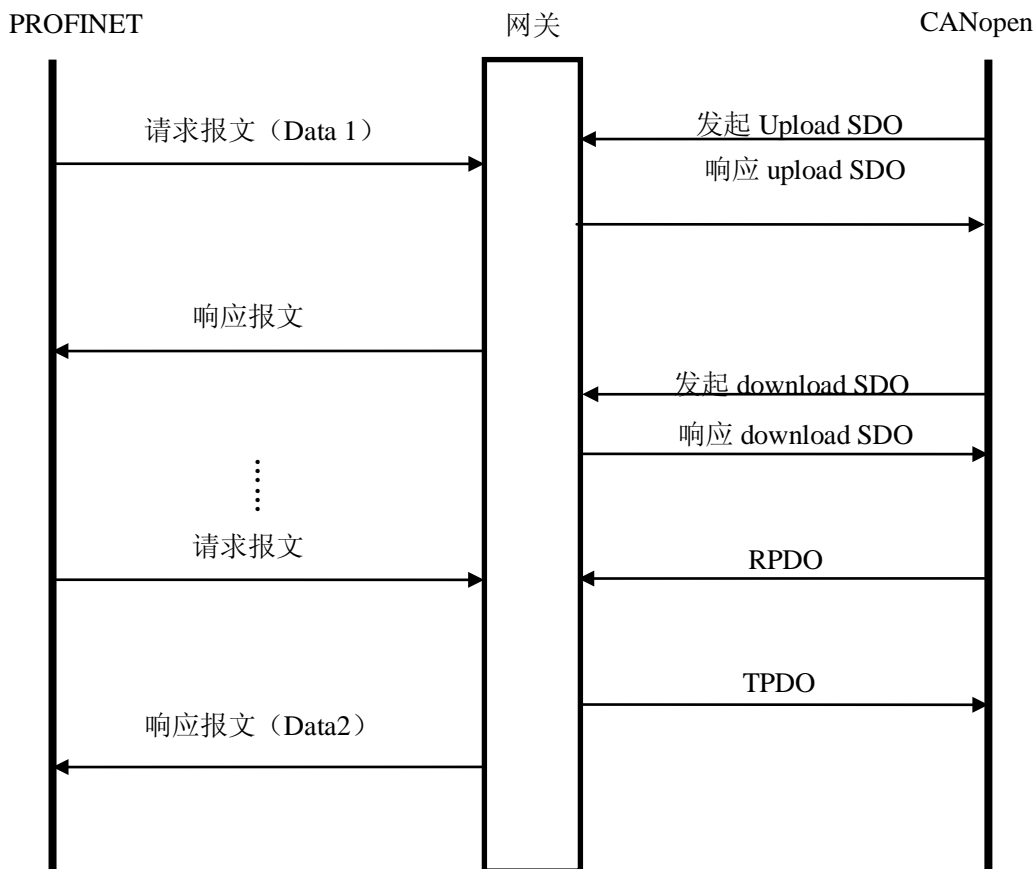 PROFINET
网关
CANopen
请求报文（Data 1）
发起 Upload SDO
响应 upload SDO
响应报文
发起 download SDO
响应 download SDO
请求报文
RPDO
TPDO
响应报文（Data2）